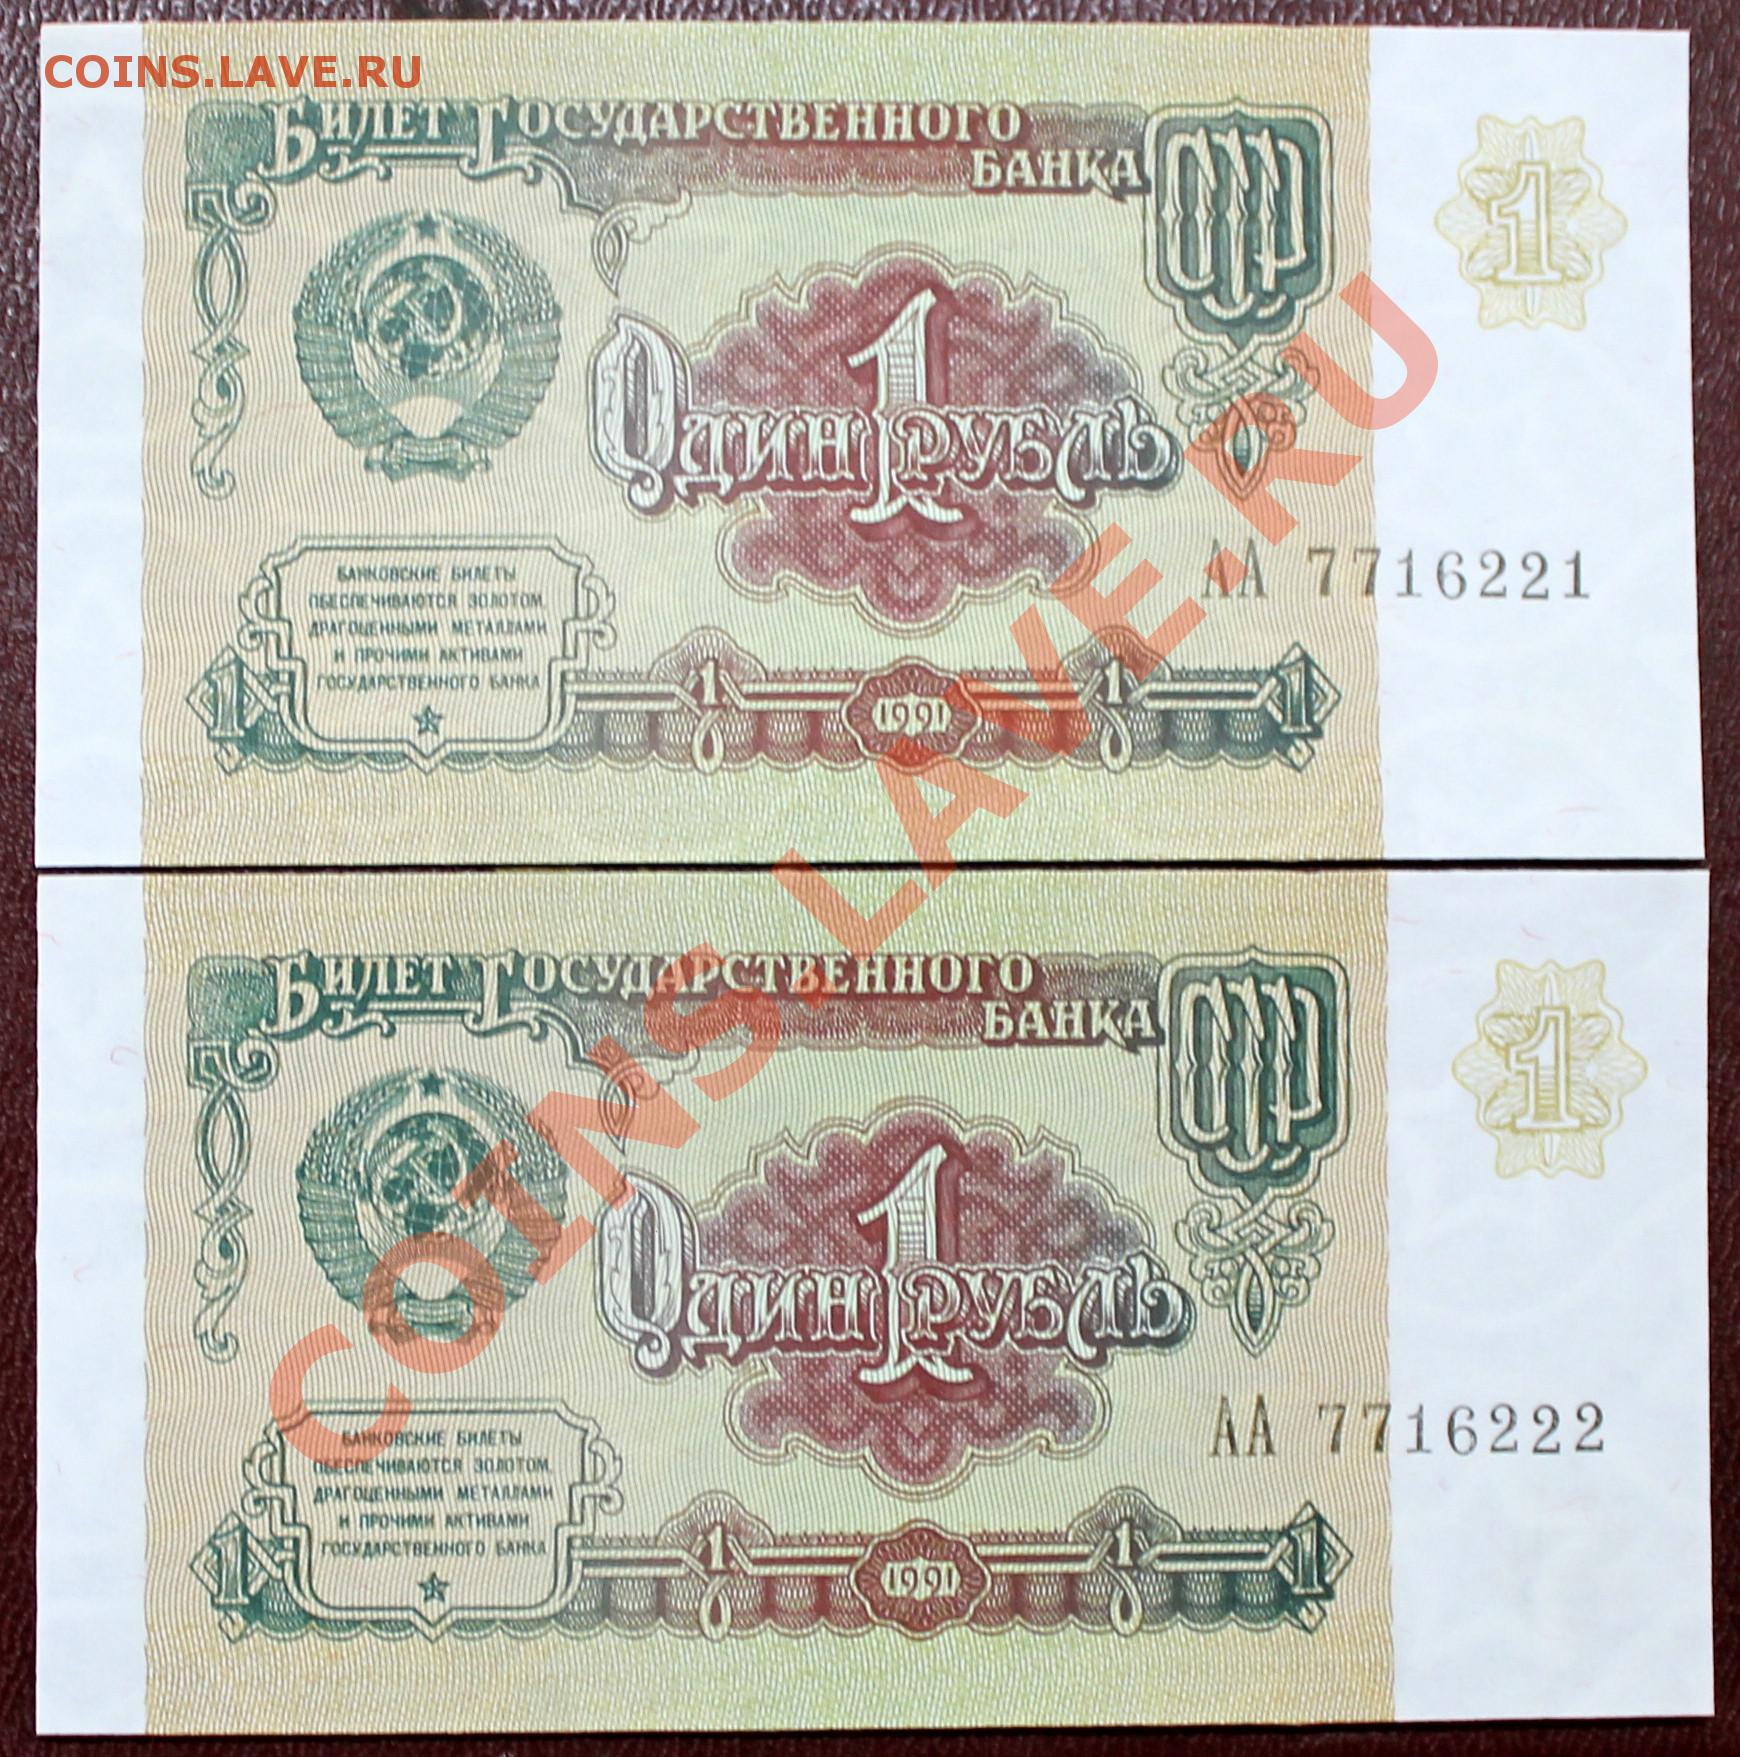 COINS.LAVE.RU
БИЛЕТ ГОСУДАРСТВЕННОГО
БАНКА
1
1
ОДИН РУБЛЬ
АА 7716221
БАНКОВСКИЕ БИЛЕТЫ
ОБЕСПЕЧИВАЮТСЯ ЗОЛОТОМ,
ДРАГОЦЕННЫМИ МЕТАЛЛАМИ
И ПРОЧИМИ АКТИВАМИ
ГОСУДАРСТВЕННОГО БАНКА
1 1 1991 1 1
COINS.LAVE.RU
БИЛЕТ ГОСУДАРСТВЕННОГО
БАНКА
1
1
ОДИН РУБЛЬ
АА 7716222
БАНКОВСКИЕ БИЛЕТЫ
ОБЕСПЕЧИВАЮТСЯ ЗОЛОТОМ,
ДРАГОЦЕННЫМИ МЕТАЛЛАМИ
И ПРОЧИМИ АКТИВАМИ
ГОСУДАРСТВЕННОГО БАНКА
1 1 1991 1 1